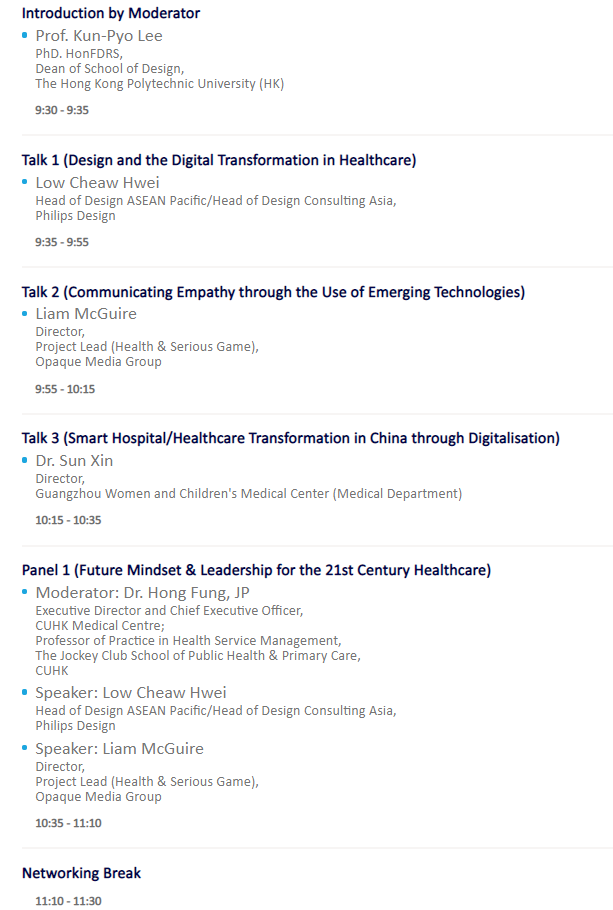 Introduction by Moderator
Prof. Kun-Pyo Lee
PhD. HonFDRS,
Dean of School of Design,
The Hong Kong Polytechnic University (HK)
9:30 - 9:35
Talk 1 (Design and the Digital Transformation in Healthcare)
Low Cheaw Hwei
Head of Design ASEAN Pacific/Head of Design Consulting Asia,
Philips Design
9:35 - 9:55
Talk 2 (Communicating Empathy through the Use of Emerging Technologies)
Liam McGuire
Director,
Project Lead (Health & Serious Game),
Opaque Media Group
9:55 - 10:15
Talk 3 (Smart Hospital/Healthcare Transformation in China through Digitalisation)
Dr. Sun Xin
Director,
Guangzhou Women and Children's Medical Center (Medical Department)
10:15 - 10:35
Panel 1 (Future Mindset & Leadership for the 21st Century Healthcare)
Moderator: Dr. Hong Fung, JP
Executive Director and Chief Executive Officer,
CUHK Medical Centre;
Professor of Practice in Health Service Management,
The Jockey Club School of Public Health & Primary Care,
CUHK
Speaker: Low Cheaw Hwei
Head of Design ASEAN Pacific/Head of Design Consulting Asia,
Philips Design
Speaker: Liam McGuire
Director,
Project Lead (Health & Serious Game),
Opaque Media Group
10:35 - 11:10
Networking Break
11:10 - 11:30